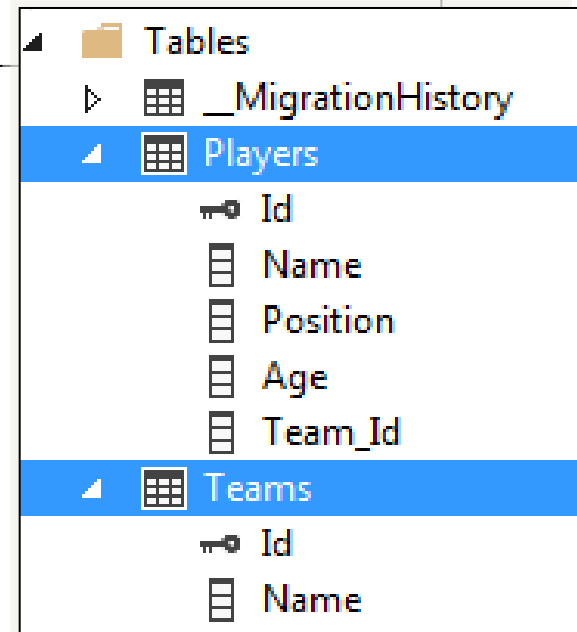 Tables
__MigrationHistory
Players
Id
Name
Position
Age
Team_Id
Teams
Id
Name